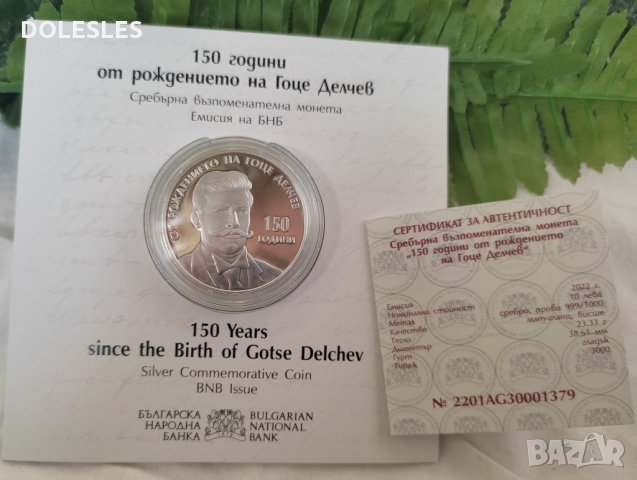 DOLESLES
150 години
от рождението на Гоце Делчев
Сребърна възпоменателна монета
Емисия на БНБ
ОТ РОЖДЕНИЕТО НА ГОЦЕ ДЕЛЧЕВ
150
ГОДИНИ
150 Years
since the Birth of Gotse Delchev
Silver Commemorative Coin
BNB Issue
БЪЛГАРСКА
НАРОДНА
БАНКА
BULGARIAN
NATIONAL
BANK
СЕРТИФИКАТ ЗА АВТЕНТИЧНОСТ
Сребърна възпоменателна монета
„150 години от рождението
на Гоце Делчев“
Емисия 2022 г.
Номинална стойност 10 лева
Метал сребро, проба 999/1000
Качество мат-гланц, висше
Тегло 23.33 г
Диаметър 38.61 мм
Гурт гладък
Тираж 3000
№ 2201AG30001379
BAZAR